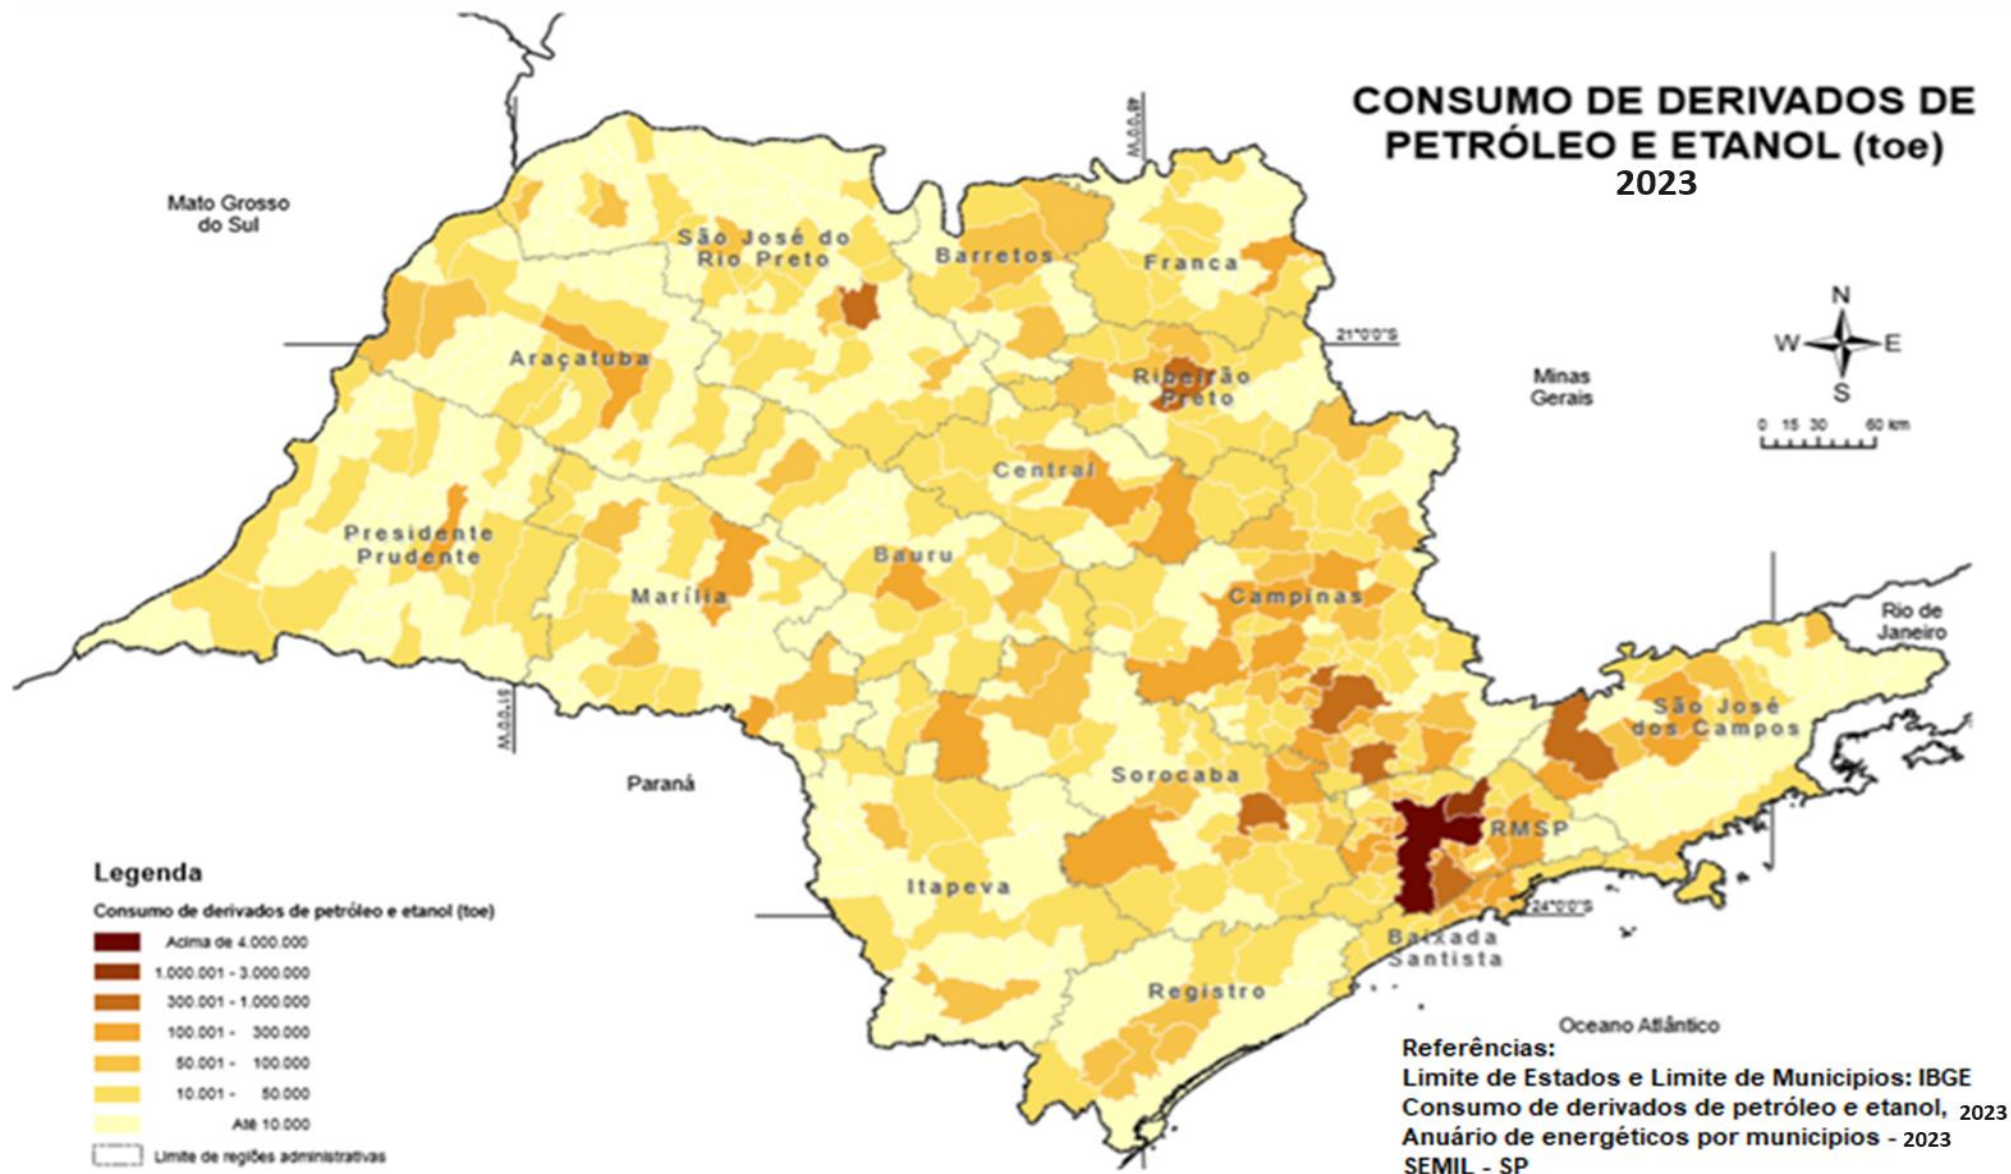 CONSUMO DE DERIVADOS DE
PETRÓLEO E ETANOL (toe)
2023
48°00'W
Mato Grosso
do Sul
São José do
Rio Preto
Barretos
Franca
21°00'S
N
W
E
S
0 15 30 60 km
Minas
Gerais
Araçatuba
Ribeirão
Preto
Central
Presidente
Prudente
Bauru
Marília
Campinas
Rio de
Janeiro
51°00'W
São José
dos Campos
Paraná
Sorocaba
RMSP
Itapeva
24°00'S
Baixada
Santista
Registro
Oceano Atlântico
Legenda
Consumo de derivados de petróleo e etanol (toe)
Acima de 4.000.000
1.000.001 - 3.000.000
300.001 - 1.000.000
100.001 - 300.000
50.001 - 100.000
10.001 - 50.000
Até 10.000
Limite de regiões administrativas
Referências:
Limite de Estados e Limite de Municipios: IBGE
Consumo de derivados de petróleo e etanol, 2023
Anuário de energéticos por municipios - 2023
SEMIL - SP